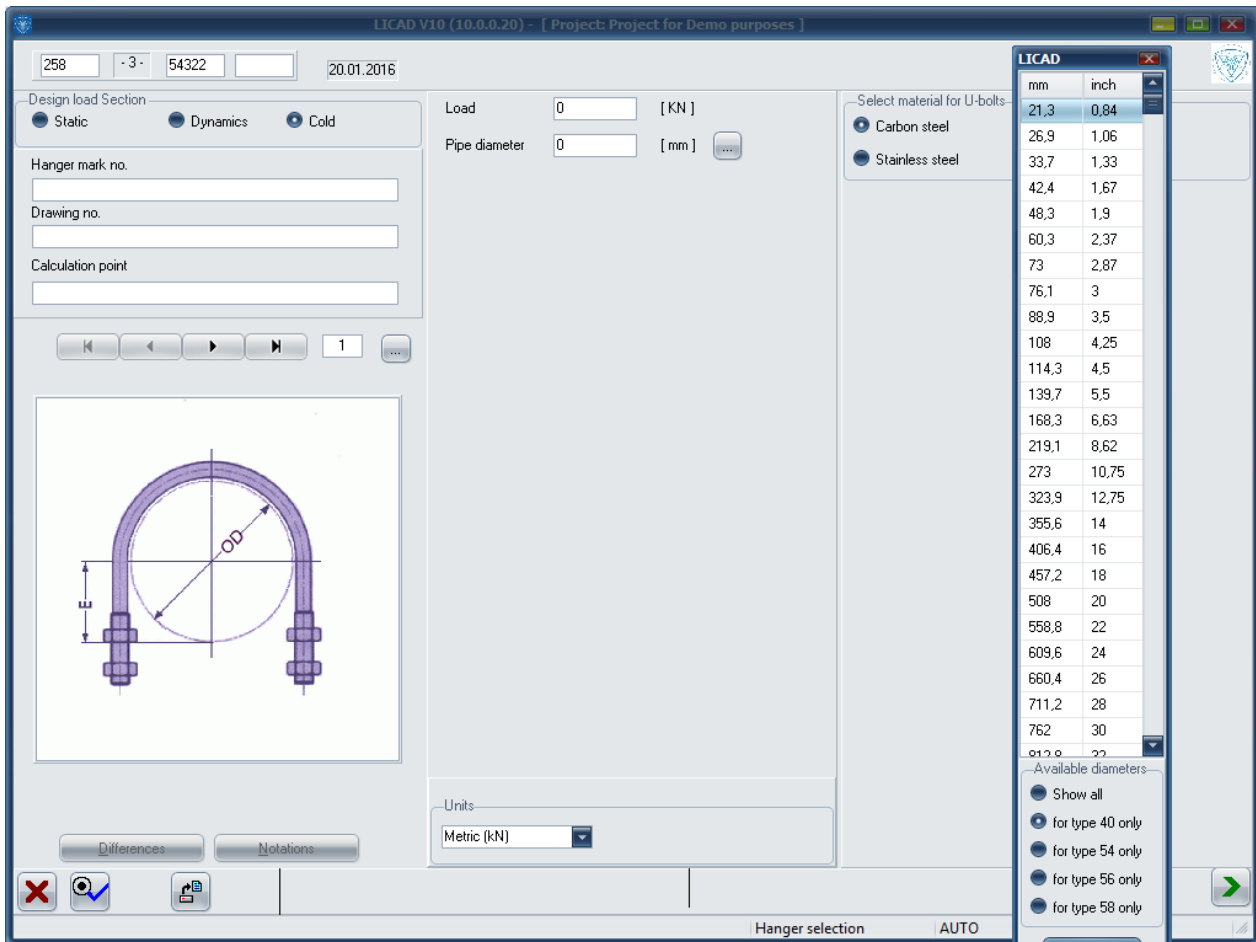 LICAD V10 (10.0.0.20) - [ Project: Project for Demo purposes ]
258 - 3 - 54322 20.01.2016
Design load Section
Static Dynamics Cold
Hanger mark no.
Drawing no.
Calculation point
1 ...
OD
E
Differences Notations
Load 0 [ KN ]
Pipe diameter 0 [ mm ] ...
Units
Metric (kN)
Select material for U-bolts
Carbon steel
Stainless steel
LICAD
mm inch
21,3 0,84
26,9 1,06
33,7 1,33
42,4 1,67
48,3 1,9
60,3 2,37
73 2,87
76,1 3
88,9 3,5
108 4,25
114,3 4,5
139,7 5,5
168,3 6,63
219,1 8,62
273 10,75
323,9 12,75
355,6 14
406,4 16
457,2 18
508 20
558,8 22
609,6 24
660,4 26
711,2 28
762 30
Available diameters
Show all
for type 40 only
for type 54 only
for type 56 only
for type 58 only
Hanger selection AUTO